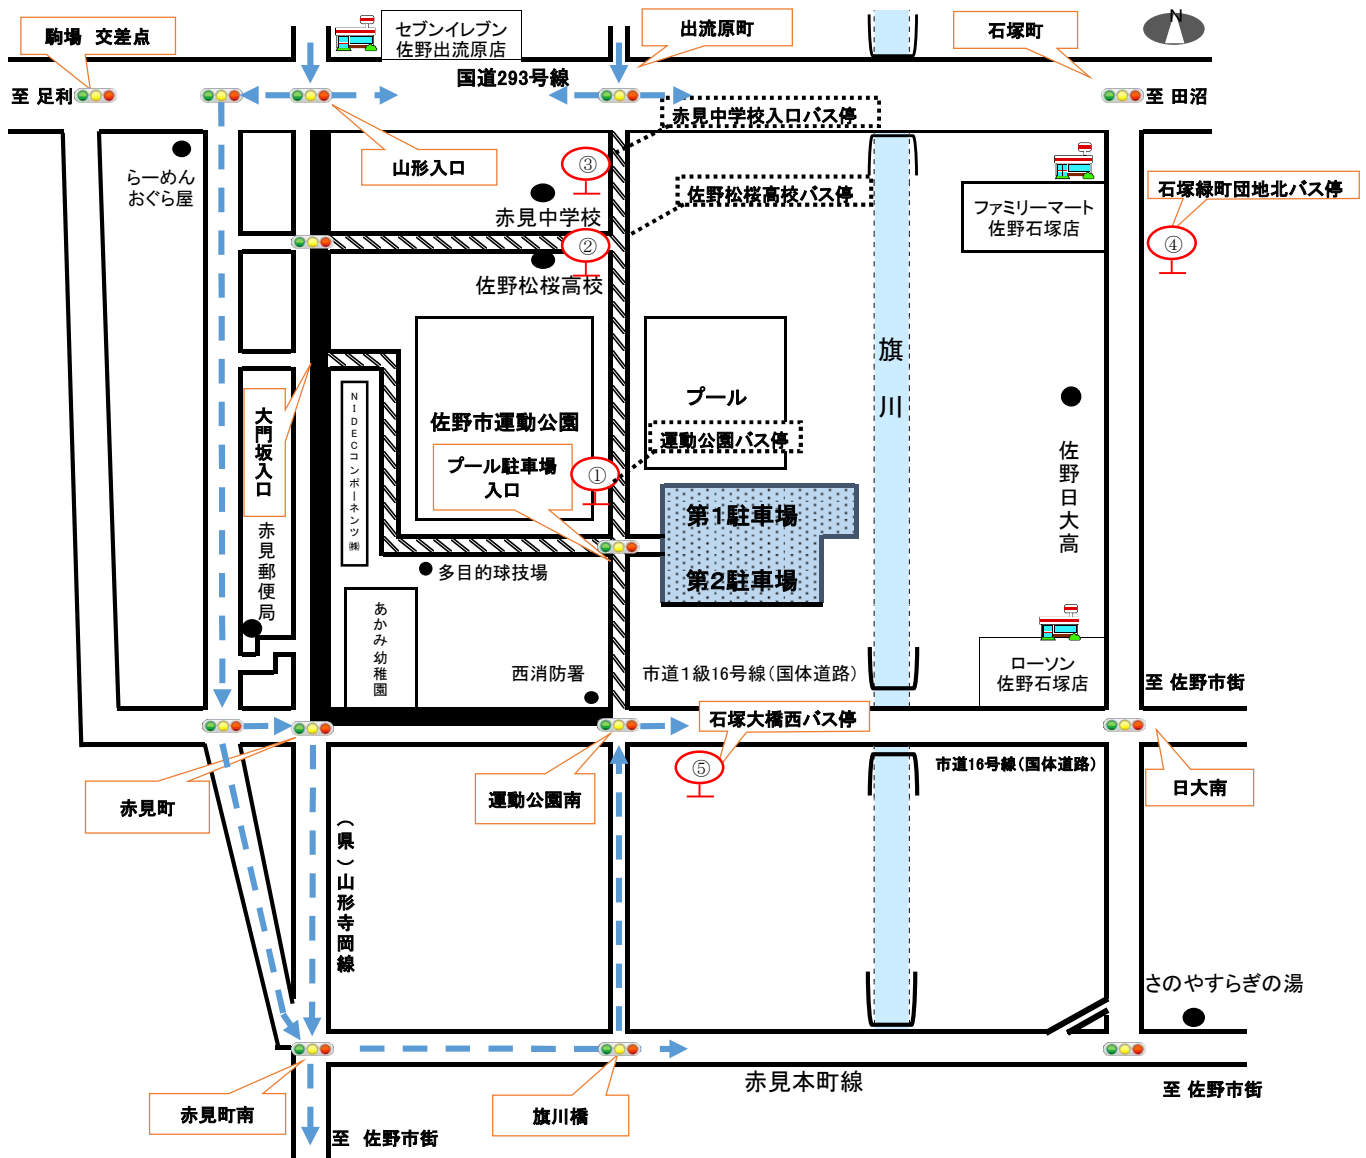 駒場 交差点
セブンイレブン
佐野出流原店
出流原町
石塚町
N
国道293号線
至 足利
至 田沼
赤見中学校入口バス停
山形入口
③
らーめん
おぐら屋
赤見中学校
佐野松桜高校バス停
ファミリーマート
佐野石塚店
石塚緑町団地北バス停
④
②
佐野松桜高校
旗川
プール
佐野市運動公園
運動公園バス停
大門坂入口
NIDECコンポーネンツ㈱
プール駐車場
入口
①
佐野日大高
第1駐車場
赤見郵便局
多目的球技場
第2駐車場
あかみ幼稚園
西消防署
市道1級16号線(国体道路)
ローソン
佐野石塚店
至 佐野市街
石塚大橋西バス停
⑤
市道16号線(国体道路)
赤見町
運動公園南
日大南
(県)山形寺岡線
さのやすらぎの湯
赤見本町線
至 佐野市街
赤見町南
旗川橋
至 佐野市街